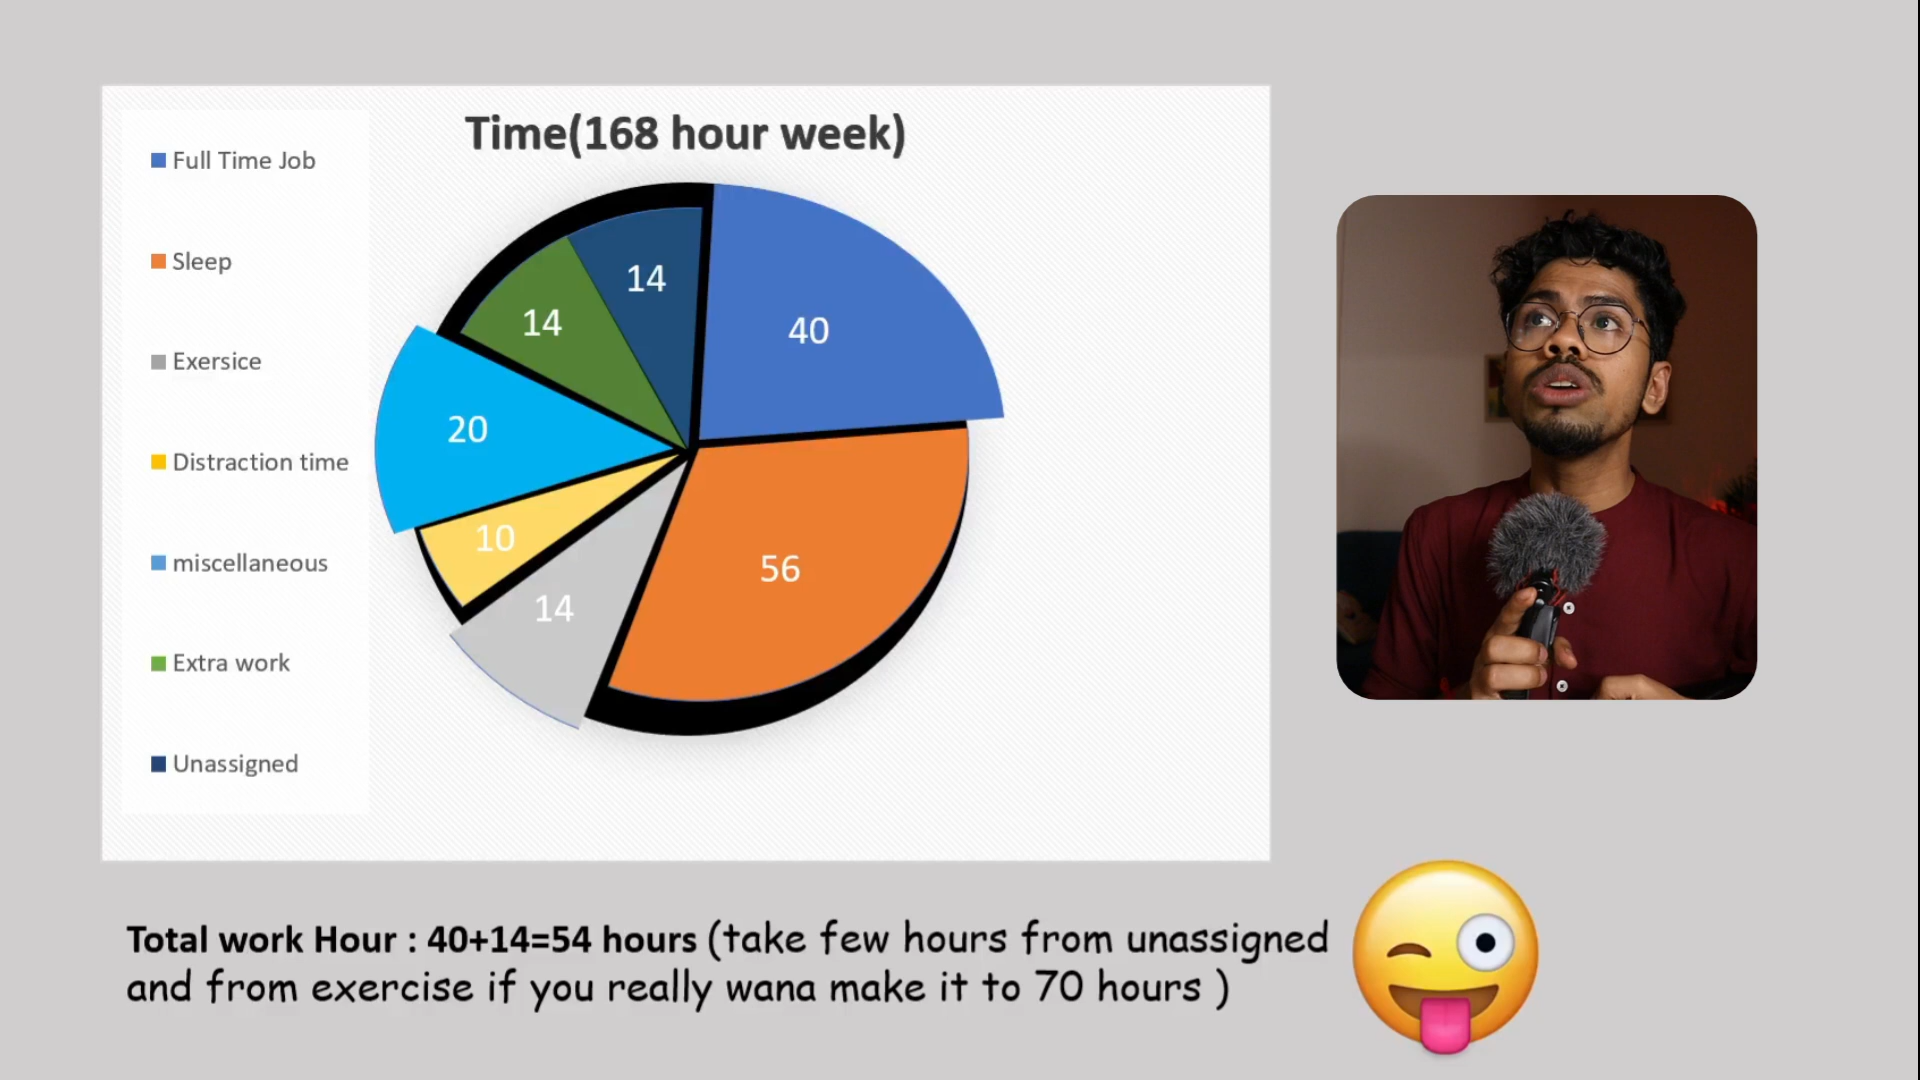 Time(168 hour week)
Full Time Job
Sleep
Exersice
Distraction time
miscellaneous
Extra work
Unassigned
14
40
14
20
10
56
14
Total work Hour : 40+14=54 hours (take few hours from unassigned
and from exercise if you really wana make it to 70 hours )